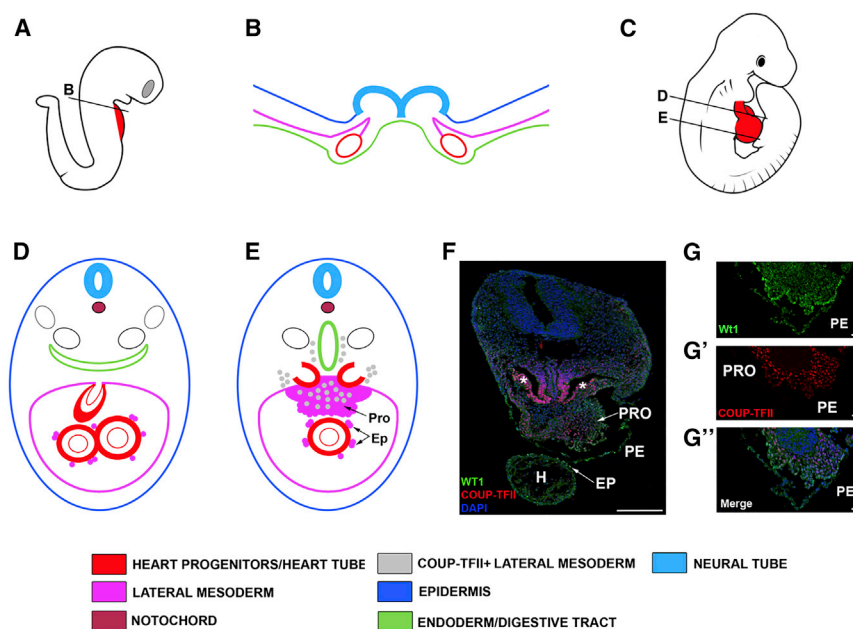 A
B
C
B
D
E
D
E
F
G
Pro
Ep
PRO
PE
H
EP
WT1
COUP-TFII
DAPI
PE
Wt1
G'
PRO
COUP-TFII
PE
G''
PE
Merge
HEART PROGENITORS/HEART TUBE
COUP-TFII+ LATERAL MESODERM
NEURAL TUBE
LATERAL MESODERM
EPIDERMIS
NOTOCHORD
ENDODERM/DIGESTIVE TRACT